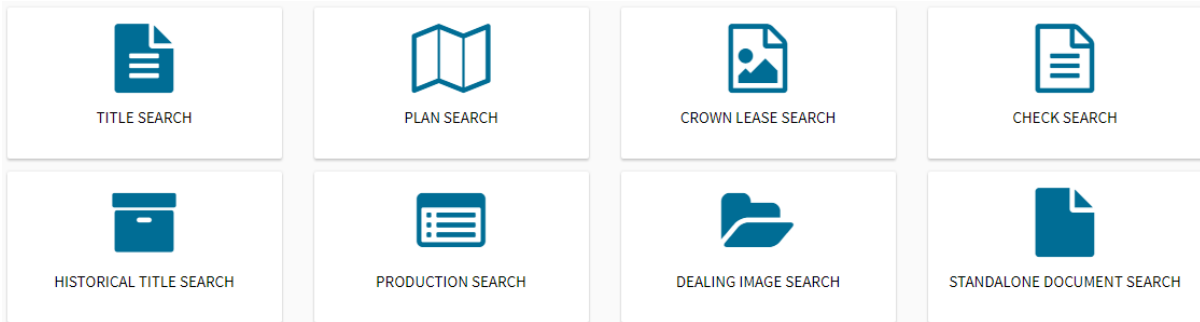 TITLE SEARCH
PLAN SEARCH
CROWN LEASE SEARCH
CHECK SEARCH
HISTORICAL TITLE SEARCH
PRODUCTION SEARCH
DEALING IMAGE SEARCH
STANDALONE DOCUMENT SEARCH